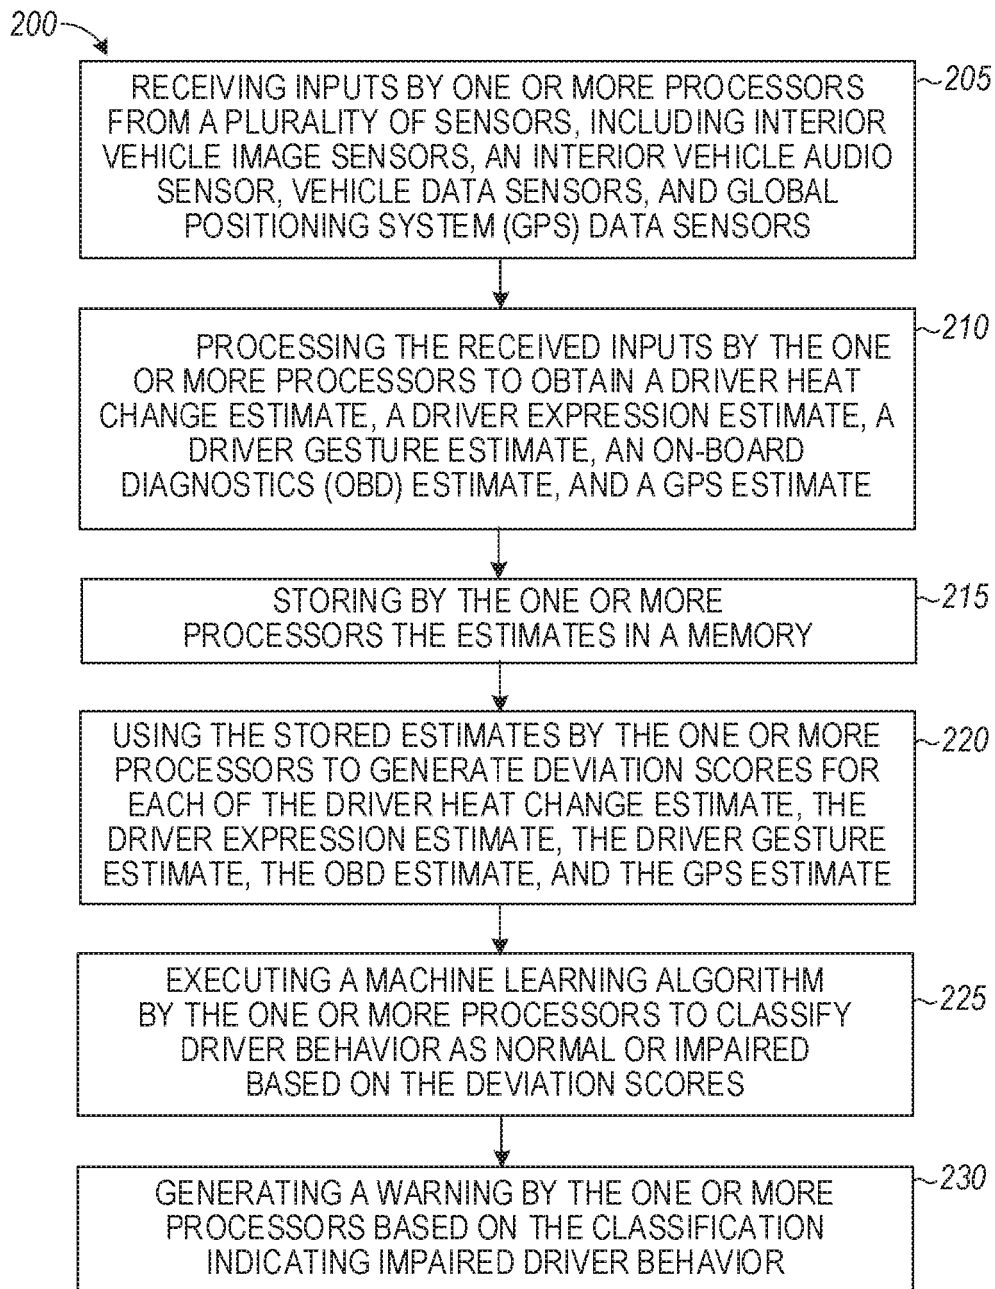 200
RECEIVING INPUTS BY ONE OR MORE PROCESSORS
FROM A PLURALITY OF SENSORS, INCLUDING INTERIOR
VEHICLE IMAGE SENSORS, AN INTERIOR VEHICLE AUDIO
SENSOR, VEHICLE DATA SENSORS, AND GLOBAL
POSITIONING SYSTEM (GPS) DATA SENSORS
205
PROCESSING THE RECEIVED INPUTS BY THE ONE
OR MORE PROCESSORS TO OBTAIN A DRIVER HEAT
CHANGE ESTIMATE, A DRIVER EXPRESSION ESTIMATE, A
DRIVER GESTURE ESTIMATE, AN ON-BOARD
DIAGNOSTICS (OBD) ESTIMATE, AND A GPS ESTIMATE
210
STORING BY THE ONE OR MORE
PROCESSORS THE ESTIMATES IN A MEMORY
215
USING THE STORED ESTIMATES BY THE ONE OR MORE
PROCESSORS TO GENERATE DEVIATION SCORES FOR
EACH OF THE DRIVER HEAT CHANGE ESTIMATE, THE
DRIVER EXPRESSION ESTIMATE, THE DRIVER GESTURE
ESTIMATE, THE OBD ESTIMATE, AND THE GPS ESTIMATE
220
EXECUTING A MACHINE LEARNING ALGORITHM
BY THE ONE OR MORE PROCESSORS TO CLASSIFY
DRIVER BEHAVIOR AS NORMAL OR IMPAIRED
BASED ON THE DEVIATION SCORES
225
GENERATING A WARNING BY THE ONE OR MORE
PROCESSORS BASED ON THE CLASSIFICATION
INDICATING IMPAIRED DRIVER BEHAVIOR
230